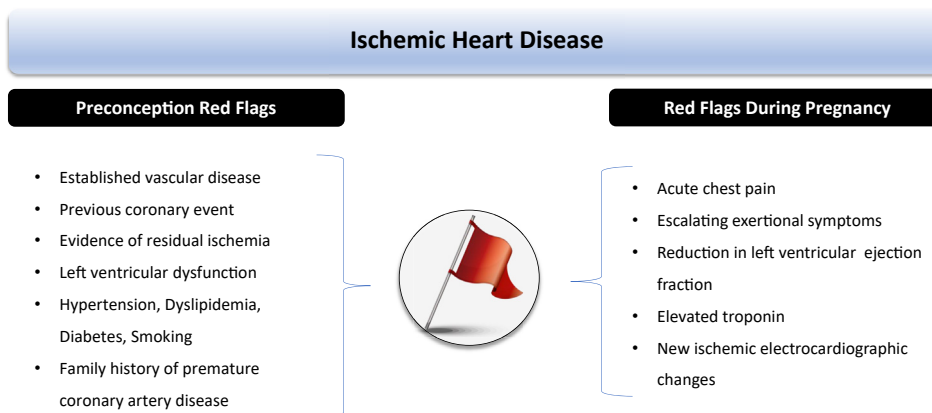 Ischemic Heart Disease
Preconception Red Flags
• Established vascular disease
• Previous coronary event
• Evidence of residual ischemia
• Left ventricular dysfunction
• Hypertension, Dyslipidemia,
Diabetes, Smoking
• Family history of premature
coronary artery disease
Red Flags During Pregnancy
• Acute chest pain
• Escalating exertional symptoms
• Reduction in left ventricular ejection
fraction
• Elevated troponin
• New ischemic electrocardiographic
changes